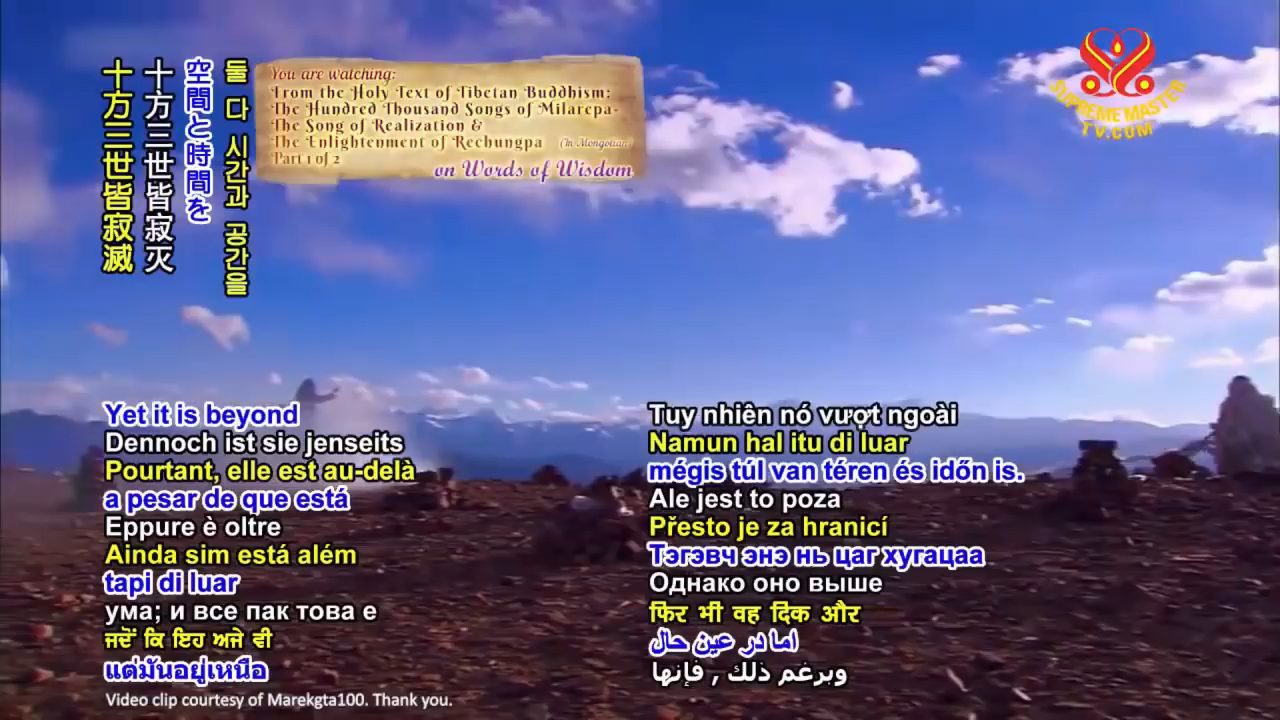 十方三世皆寂滅
十方三世皆寂灭
空間と時間を
둘 다 시간과 공간을
You are watching:
From the Holy Text of Tibetan Buddhism:
The Hundred Thousand Songs of Milarepa-
The Song of Realization &
The Enlightenment of Rechungpa (In Mongolian)
Part 1 of 2
on Words of Wisdom
SUPREME MASTER
TV.COM
Yet it is beyond
Dennoch ist sie jenseits
Pourtant, elle est au-delà
a pesar de que está
Eppure è oltre
Ainda sim está além
tapi di luar
ума; и все пак това е
ਜਦੋਂ ਕਿ ਇਹ ਅਜੇ ਵੀ
แต่มันอยู่เหนือ
Tuy nhiên nó vượt ngoài
Namun hal itu di luar
mégis túl van téren és időn is.
Ale jest to poza
Přesto je za hranicí
Тэгэвч энэ нь цаг хугацаа
Однако оно выше
फिर भी वह दिक और
اما در عین حال
وبرغم ذلك , فإنها
Video clip courtesy of Marekgta100. Thank you.